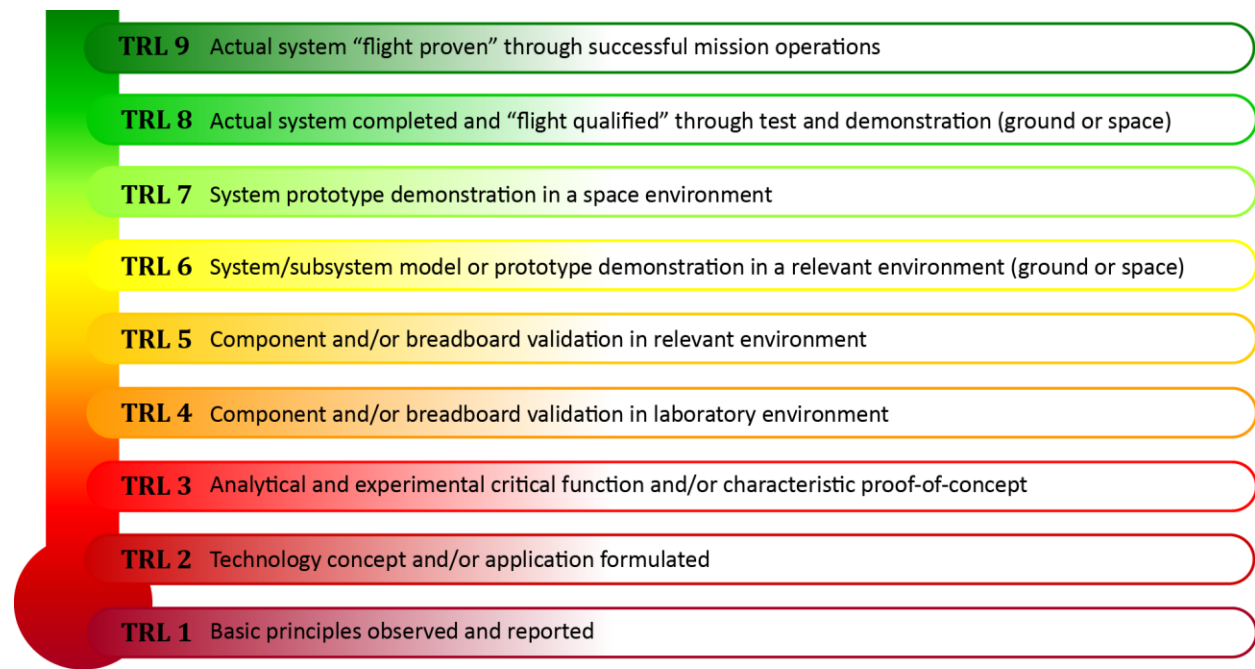 TRL 9 Actual system “flight proven” through successful mission operations
TRL 8 Actual system completed and “flight qualified” through test and demonstration (ground or space)
TRL 7 System prototype demonstration in a space environment
TRL 6 System/subsystem model or prototype demonstration in a relevant environment (ground or space)
TRL 5 Component and/or breadboard validation in relevant environment
TRL 4 Component and/or breadboard validation in laboratory environment
TRL 3 Analytical and experimental critical function and/or characteristic proof-of-concept
TRL 2 Technology concept and/or application formulated
TRL 1 Basic principles observed and reported